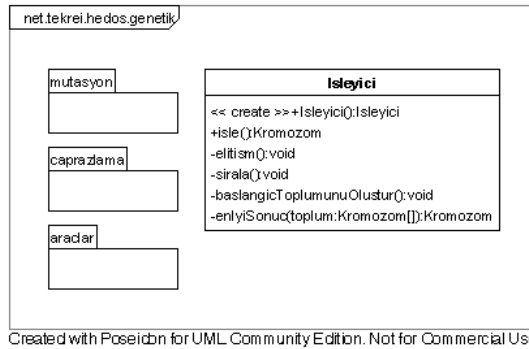 net.tekrei.hedos.genetik
mutasyon
caprazlama
araclar
Isleyici
<< create >>+Isleyici():Isleyici
+isle():Kromozom
-elitism():void
-sirala():void
-baslangicToplumunuOlustur():void
-enIyiSonuc(toplum:Kromozom[]):Kromozom
Created with Poseidon for UML Community Edition. Not for Commercial Us